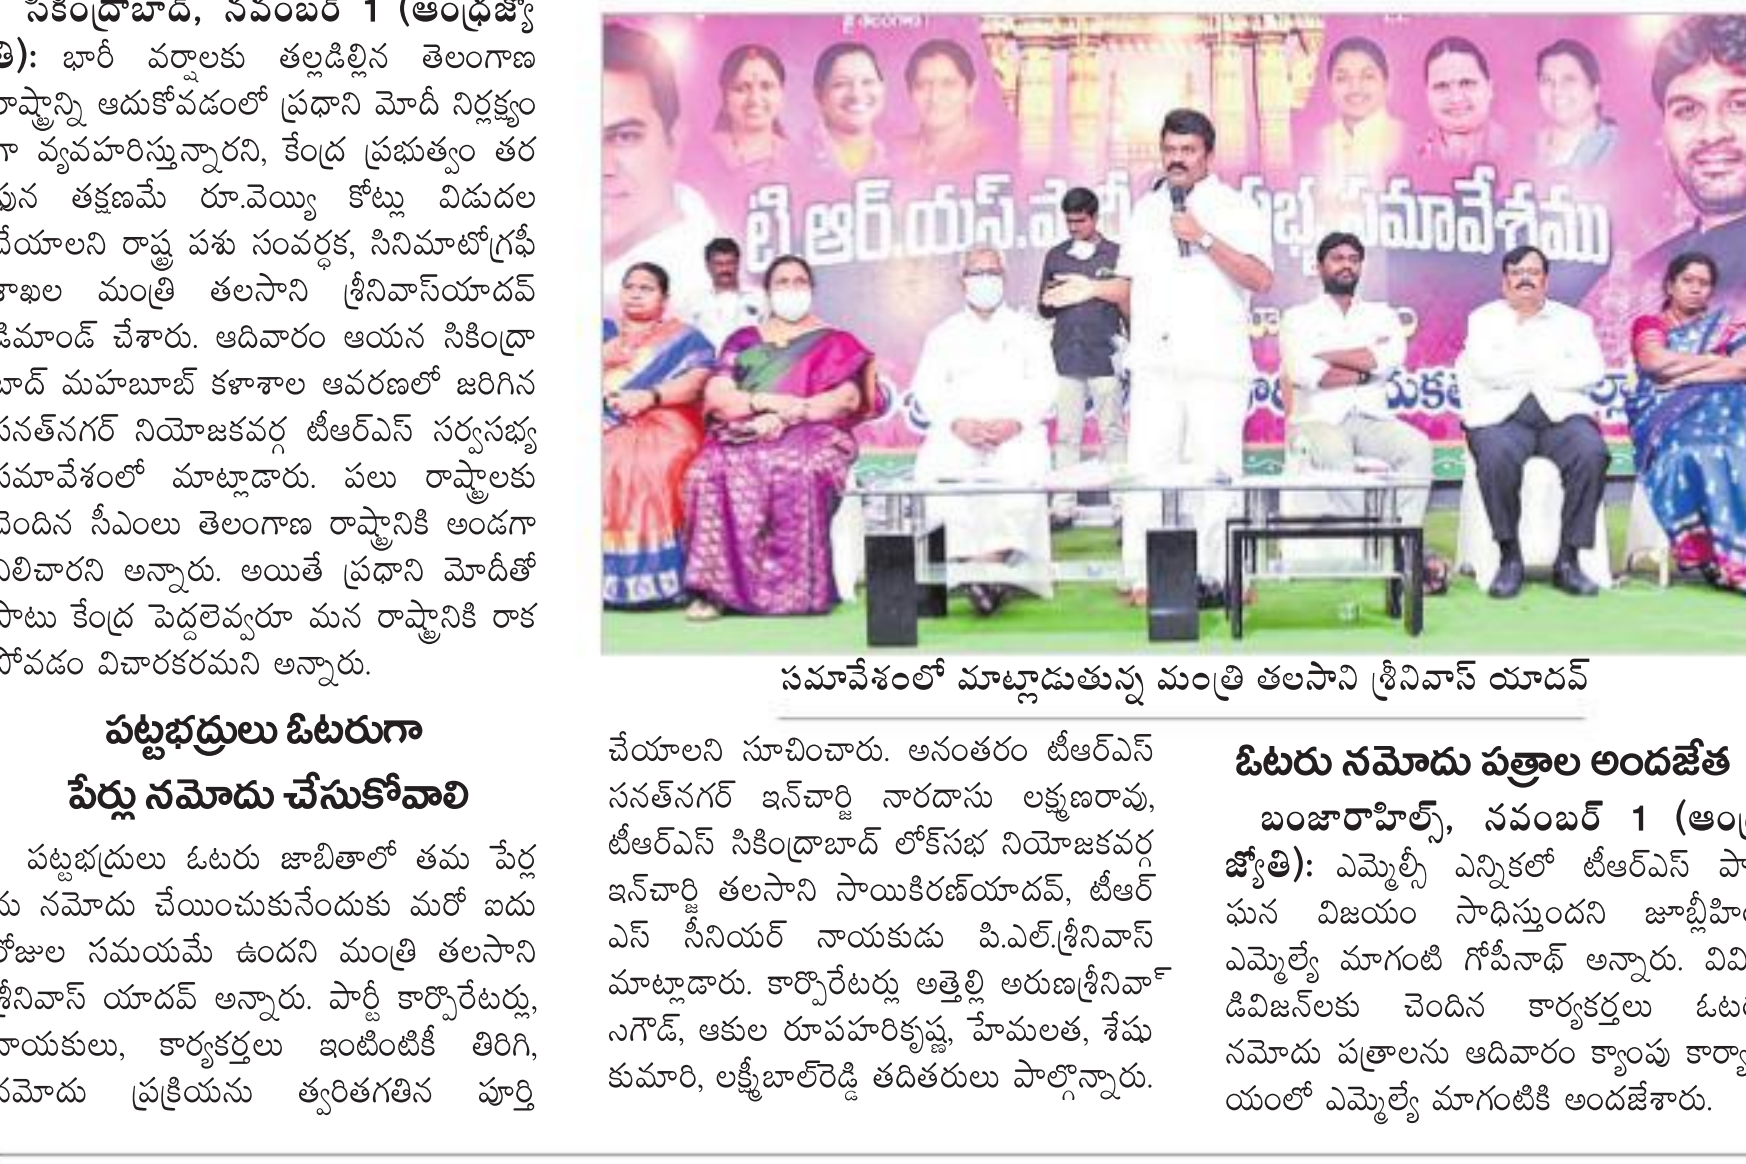 సికింద్రాబాద్, నవంబర్ 1 (ఆంధ్రజ్యో
తి): భారీ వర్షాలకు తల్లడిల్లిన తెలంగాణ
రాష్ట్రాన్ని ఆదుకోవడంలో ప్రధాని మోదీ నిర్లక్ష్యం
గా వ్యవహరిస్తున్నారని, కేంద్ర ప్రభుత్వం తర
ఫున తక్షణమే రూ.వెయ్యి కోట్లు విడుదల
చేయాలని రాష్ట్ర పశు సంవర్ధక, సినిమాటోగ్రఫీ
శాఖల మంత్రి తలసాని శ్రీనివాస్‌యాదవ్
డిమాండ్ చేశారు. ఆదివారం ఆయన సికింద్రా
బాద్ మహబూబ్ కళాశాల ఆవరణలో జరిగిన
సనత్‌నగర్ నియోజకవర్గ టీఆర్ఎస్ సర్వసభ్య
సమావేశంలో మాట్లాడారు. పలు రాష్ట్రాలకు
చెందిన సీఎంలు తెలంగాణ రాష్ట్రానికి అండగా
నిలిచారని అన్నారు. అయితే ప్రధాని మోదీతో
పాటు కేంద్ర పెద్దలెవ్వరూ మన రాష్ట్రానికి రాక
పోవడం విచారకరమని అన్నారు.
పట్టభద్రులు ఓటరుగా
పేర్లు నమోదు చేసుకోవాలి
పట్టభద్రులు ఓటరు జాబితాలో తమ పేర్ల
ను నమోదు చేయించుకునేందుకు మరో ఐదు
రోజుల సమయమే ఉందని మంత్రి తలసాని
శ్రీనివాస్ యాదవ్ అన్నారు. పార్టీ కార్పొరేటర్లు,
నాయకులు, కార్యకర్తలు ఇంటింటికీ తిరిగి,
నమోదు ప్రక్రియను త్వరితగతిన పూర్తి
టి.ఆర్.యస్.
సమావేశము
సమావేశంలో మాట్లాడుతున్న మంత్రి తలసాని శ్రీనివాస్ యాదవ్
చేయాలని సూచించారు. అనంతరం టీఆర్ఎస్
సనత్‌నగర్ ఇన్‌చార్జి నారదాసు లక్ష్మణరావు,
టీఆర్ఎస్ సికింద్రాబాద్ లోక్‌సభ నియోజకవర్గ
ఇన్‌చార్జి తలసాని సాయికిరణ్‌యాదవ్, టీఆర్
ఎస్ సీనియర్ నాయకుడు పి.ఎల్.శ్రీనివాస్
మాట్లాడారు. కార్పొరేటర్లు అత్తెల్లి అరుణశ్రీనివా
సగౌడ్, ఆకుల రూపహరికృష్ణ, హేమలత, శేషు
కుమారి, లక్ష్మీబాల్‌రెడ్డి తదితరులు పాల్గొన్నారు.
ఓటరు నమోదు పత్రాల అందజేత
బంజారాహిల్స్, నవంబర్ 1 (ఆంధ్ర
జ్యోతి): ఎమ్మెల్సీ ఎన్నికలో టీఆర్ఎస్
ఘన విజయం సాధిస్తుందని జూబ్లీహి
ఎమ్మెల్యే మాగంటి గోపీనాథ్ అన్నారు.
డివిజన్‌లకు చెందిన కార్యకర్తలు ఓటరు
నమోదు పత్రాలను ఆదివారం క్యాంపు కార్యా
యంలో ఎమ్మెల్యే మాగంటికి అందజేశారు.